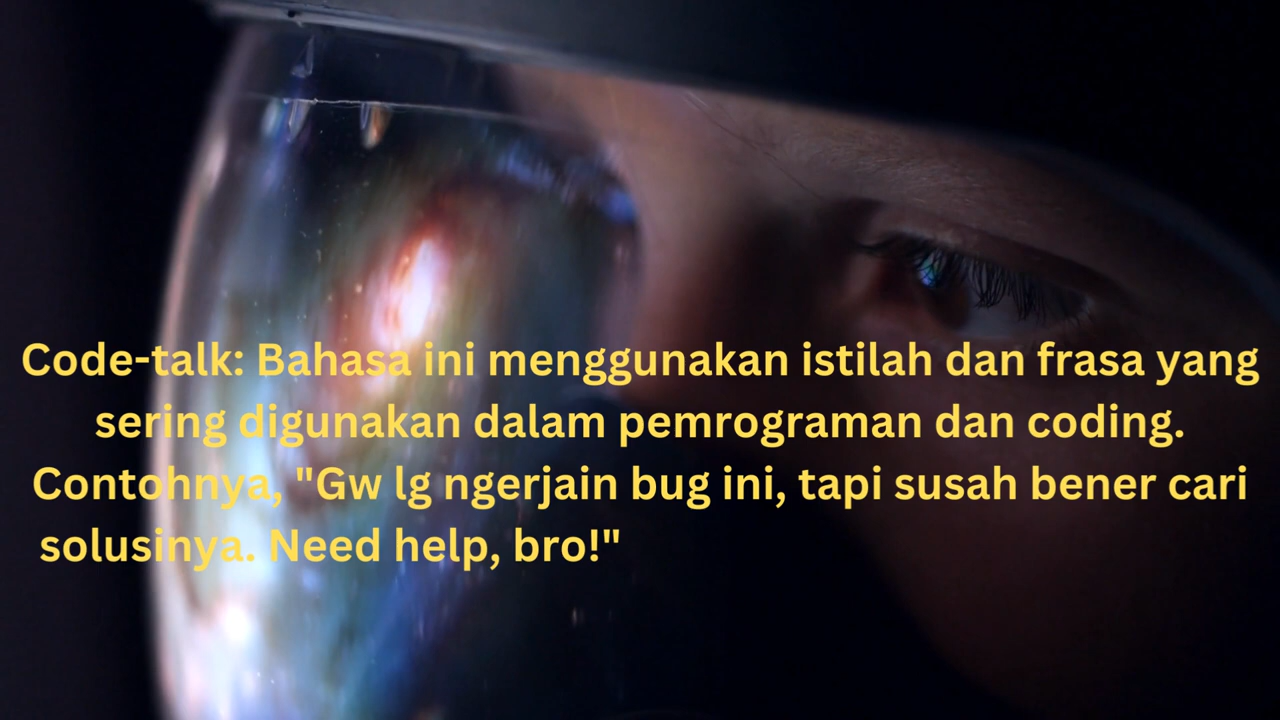 Code-talk: Bahasa ini menggunakan istilah dan frasa yang
sering digunakan dalam pemrograman dan coding.
Contohnya, "Gw lg ngerjain bug ini, tapi susah bener cari
solusinya. Need help, bro!"